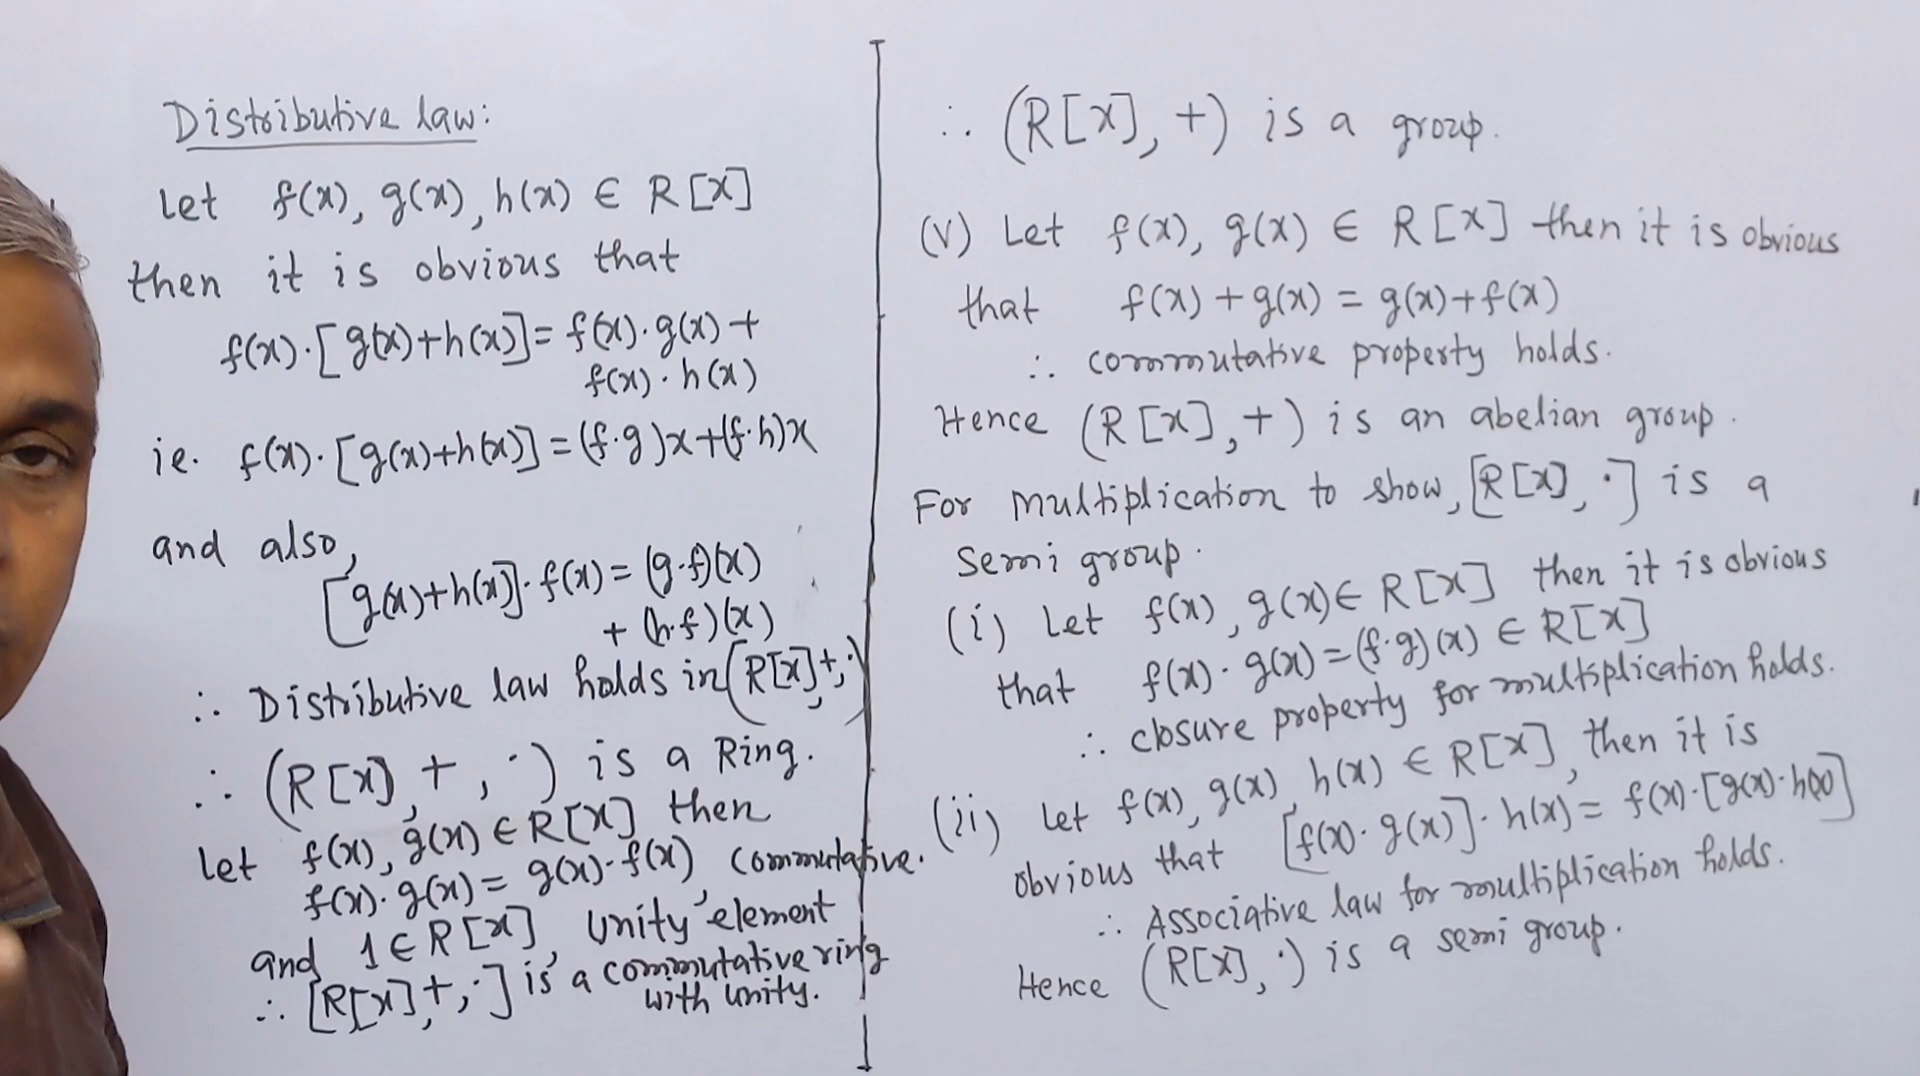 Distributive law:
Let f(x), g(x), h(x) ∈ R[x]
then it is obvious that
f(x)·[g(x)+h(x)] = f(x)·g(x) +
f(x)·h(x)
ie. f(x)·[g(x)+h(x)] = (f·g)x+(f·h)x
and also,
[g(x)+h(x)]·f(x) = (g·f)(x)
+ (h·f)(x)
∴ Distributive law holds in (R[x],+,·)
∴ (R[x],+,·) is a Ring.
Let f(x), g(x) ∈ R[x] then
f(x)·g(x) = g(x)·f(x) commutative.
and 1 ∈ R[x], unity element
∴ [R[x],+,·] is a commutative ring
with unity.
∴ (R[x],+) is a group.
(v) Let f(x), g(x) ∈ R[x] then it is obvious
that f(x)+g(x) = g(x)+f(x)
∴ commutative property holds.
Hence (R[x],+) is an abelian group.
For multiplication to show, [R[x],·] is a
semi group.
(i) Let f(x), g(x) ∈ R[x] then it is obvious
that f(x)·g(x) = (f·g)(x) ∈ R[x]
∴ closure property for multiplication holds.
(ii) Let f(x), g(x), h(x) ∈ R[x], then it is
obvious that [f(x)·g(x)]·h(x) = f(x)·[g(x)·h(x)]
∴ Associative law for multiplication holds.
Hence (R[x],·) is a semi group.